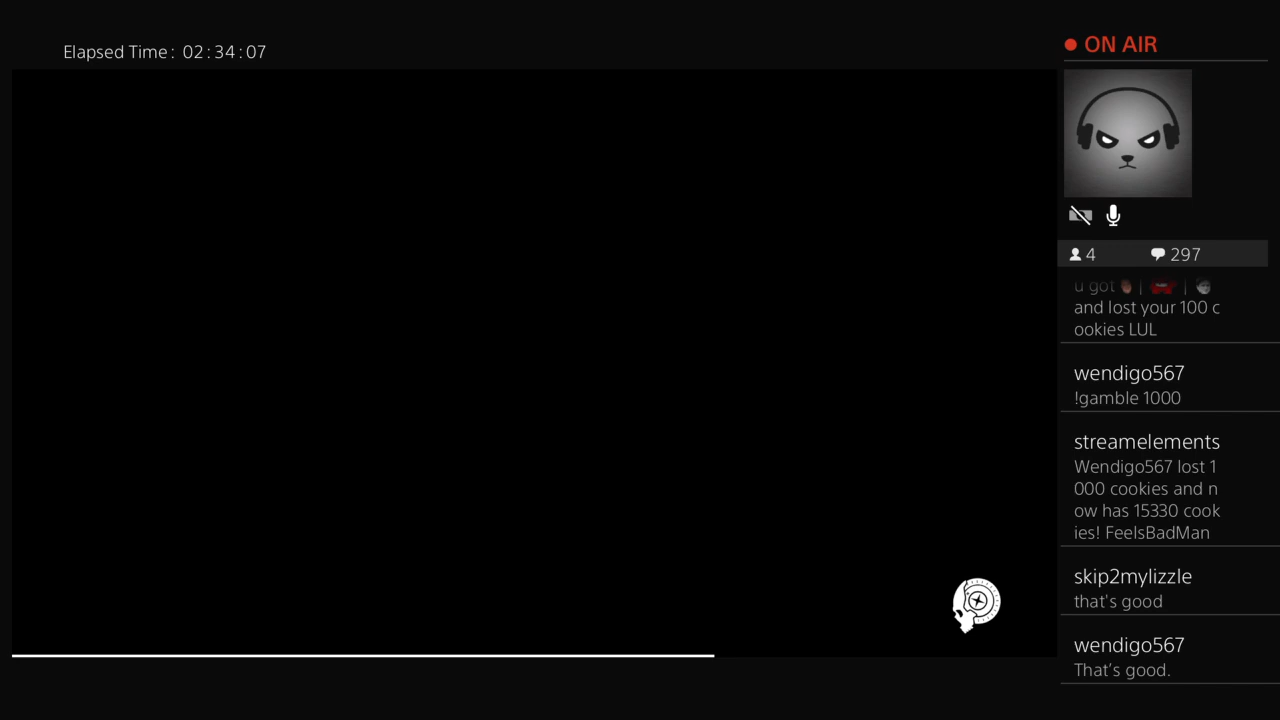 Elapsed Time: 02:34:07
ON AIR
4 297
u got | |
and lost your 100 c
ookies LUL
wendigo567
!gamble 1000
streamelements
Wendigo567 lost 1
000 cookies and n
ow has 15330 cook
ies! FeelsBadMan
skip2mylizzle
that's good
wendigo567
That’s good.